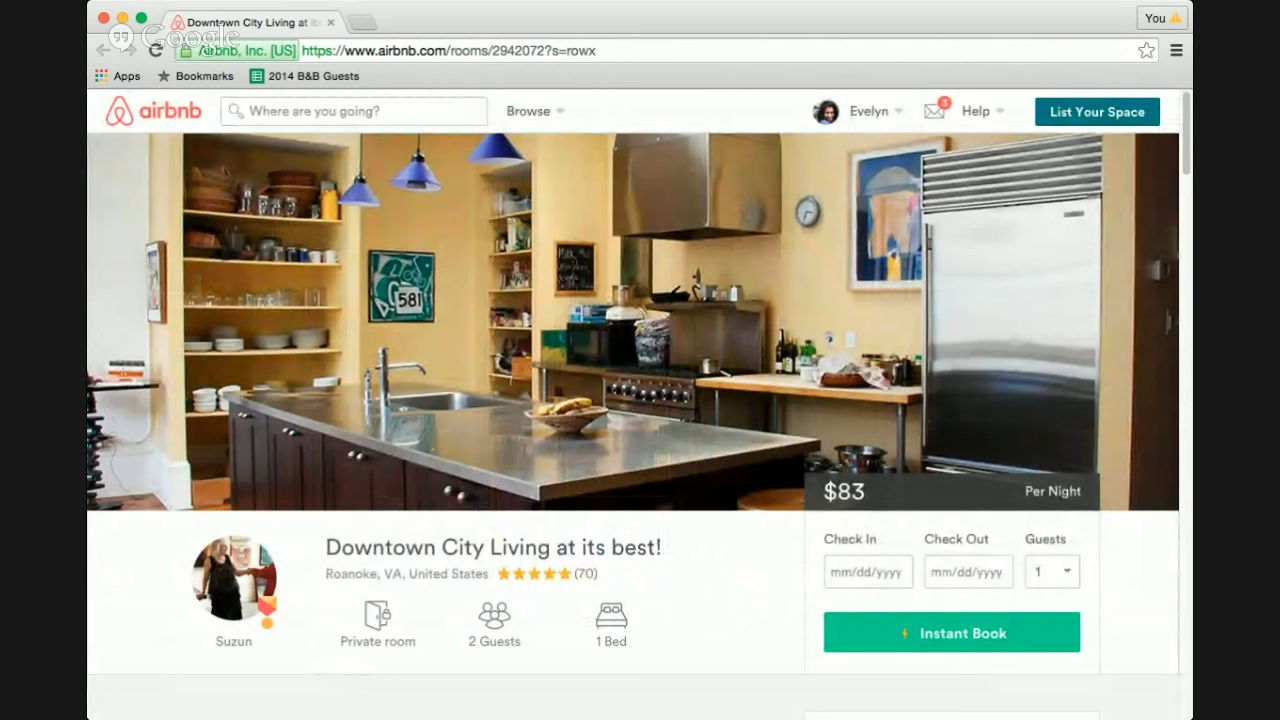 Downtown City Living at its
You
Google
Airbnb, Inc. [US] https://www.airbnb.com/rooms/2942072?s=rowx
Apps Bookmarks 2014 B&B Guests
airbnb Where are you going? Browse Evelyn 3 Help List Your Space
581
$83 Per Night
Downtown City Living at its best!
Roanoke, VA, United States (70)
Check In Check Out Guests
mm/dd/yyyy mm/dd/yyyy 1
Suzun Private room 2 Guests 1 Bed
Instant Book